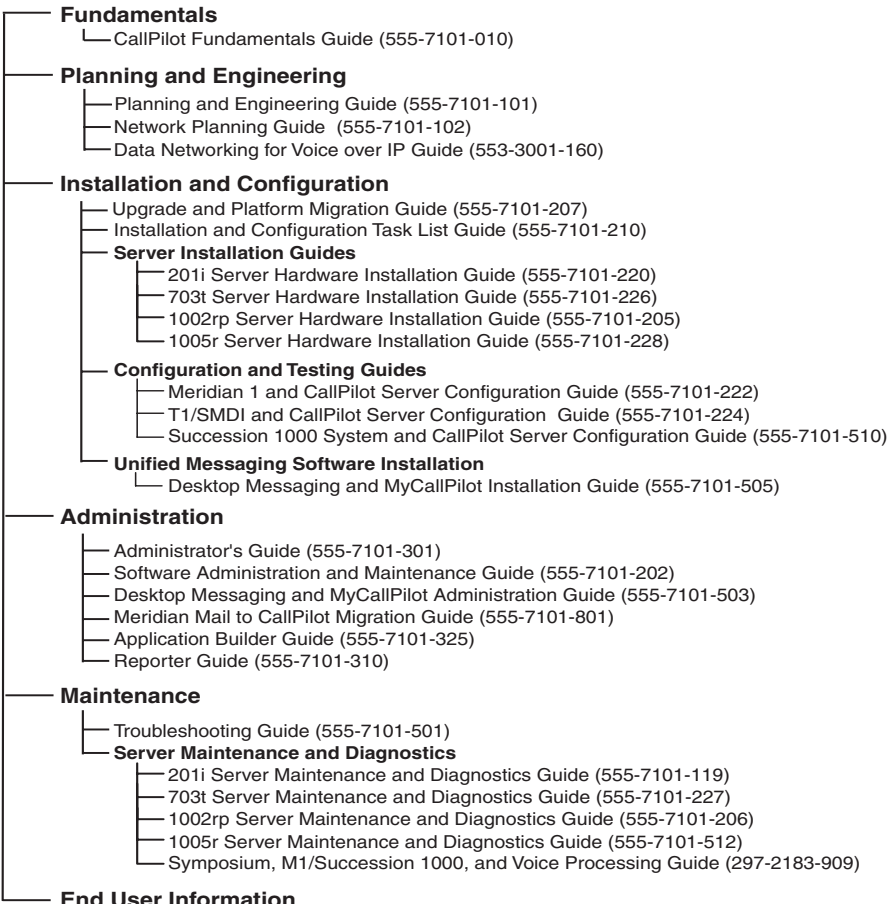 Fundamentals
CallPilot Fundamentals Guide (555-7101-010)
Planning and Engineering
Planning and Engineering Guide (555-7101-101)
Network Planning Guide (555-7101-102)
Data Networking for Voice over IP Guide (553-3001-160)
Installation and Configuration
Upgrade and Platform Migration Guide (555-7101-207)
Installation and Configuration Task List Guide (555-7101-210)
Server Installation Guides
201i Server Hardware Installation Guide (555-7101-220)
703t Server Hardware Installation Guide (555-7101-226)
1002rp Server Hardware Installation Guide (555-7101-205)
1005r Server Hardware Installation Guide (555-7101-228)
Configuration and Testing Guides
Meridian 1 and CallPilot Server Configuration Guide (555-7101-222)
T1/SMDI and CallPilot Server Configuration Guide (555-7101-224)
Succession 1000 System and CallPilot Server Configuration Guide (555-7101-510)
Unified Messaging Software Installation
Desktop Messaging and MyCallPilot Installation Guide (555-7101-505)
Administration
Administrator's Guide (555-7101-301)
Software Administration and Maintenance Guide (555-7101-202)
Desktop Messaging and MyCallPilot Administration Guide (555-7101-503)
Meridian Mail to CallPilot Migration Guide (555-7101-801)
Application Builder Guide (555-7101-325)
Reporter Guide (555-7101-310)
Maintenance
Troubleshooting Guide (555-7101-501)
Server Maintenance and Diagnostics
201i Server Maintenance and Diagnostics Guide (555-7101-119)
703t Server Maintenance and Diagnostics Guide (555-7101-227)
1002rp Server Maintenance and Diagnostics Guide (555-7101-206)
1005r Server Maintenance and Diagnostics Guide (555-7101-512)
Symposium, M1/Succession 1000, and Voice Processing Guide (297-2183-909)
End User Information